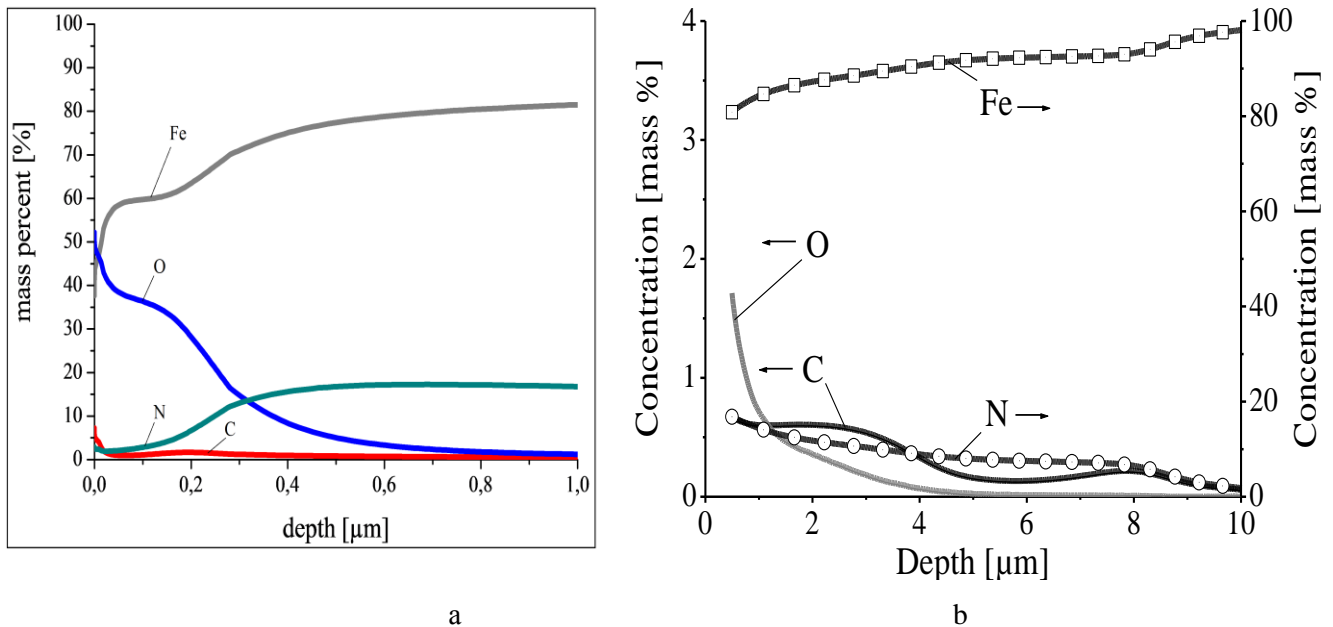 mass percent [%]
100
90
80
70
60
50
40
30
20
10
0
Fe
O
N
C
0,0 0,2 0,4 0,6 0,8 1,0
depth [µm]
a
Concentration [mass %]
4
3
2
1
0
Fe
O
C
N
100
80
60
40
20
0
Concentration [mass %]
0 2 4 6 8 10
Depth [µm]
b